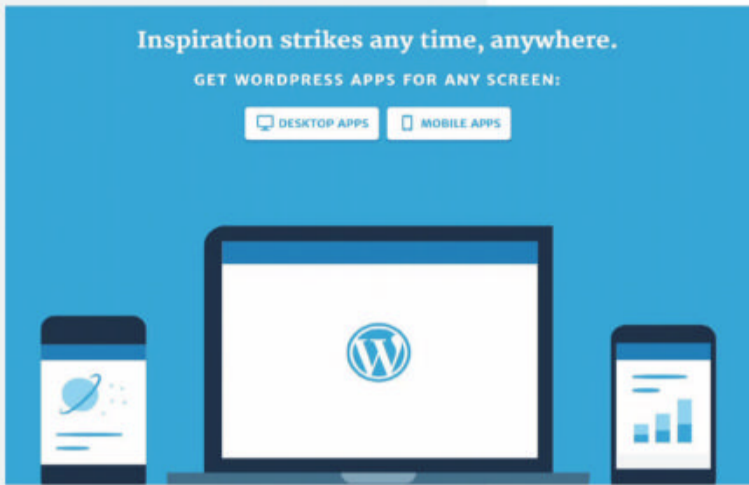 Inspiration strikes any time, anywhere.
GET WORDPRESS APPS FOR ANY SCREEN:
DESKTOP APPS
MOBILE APPS
W